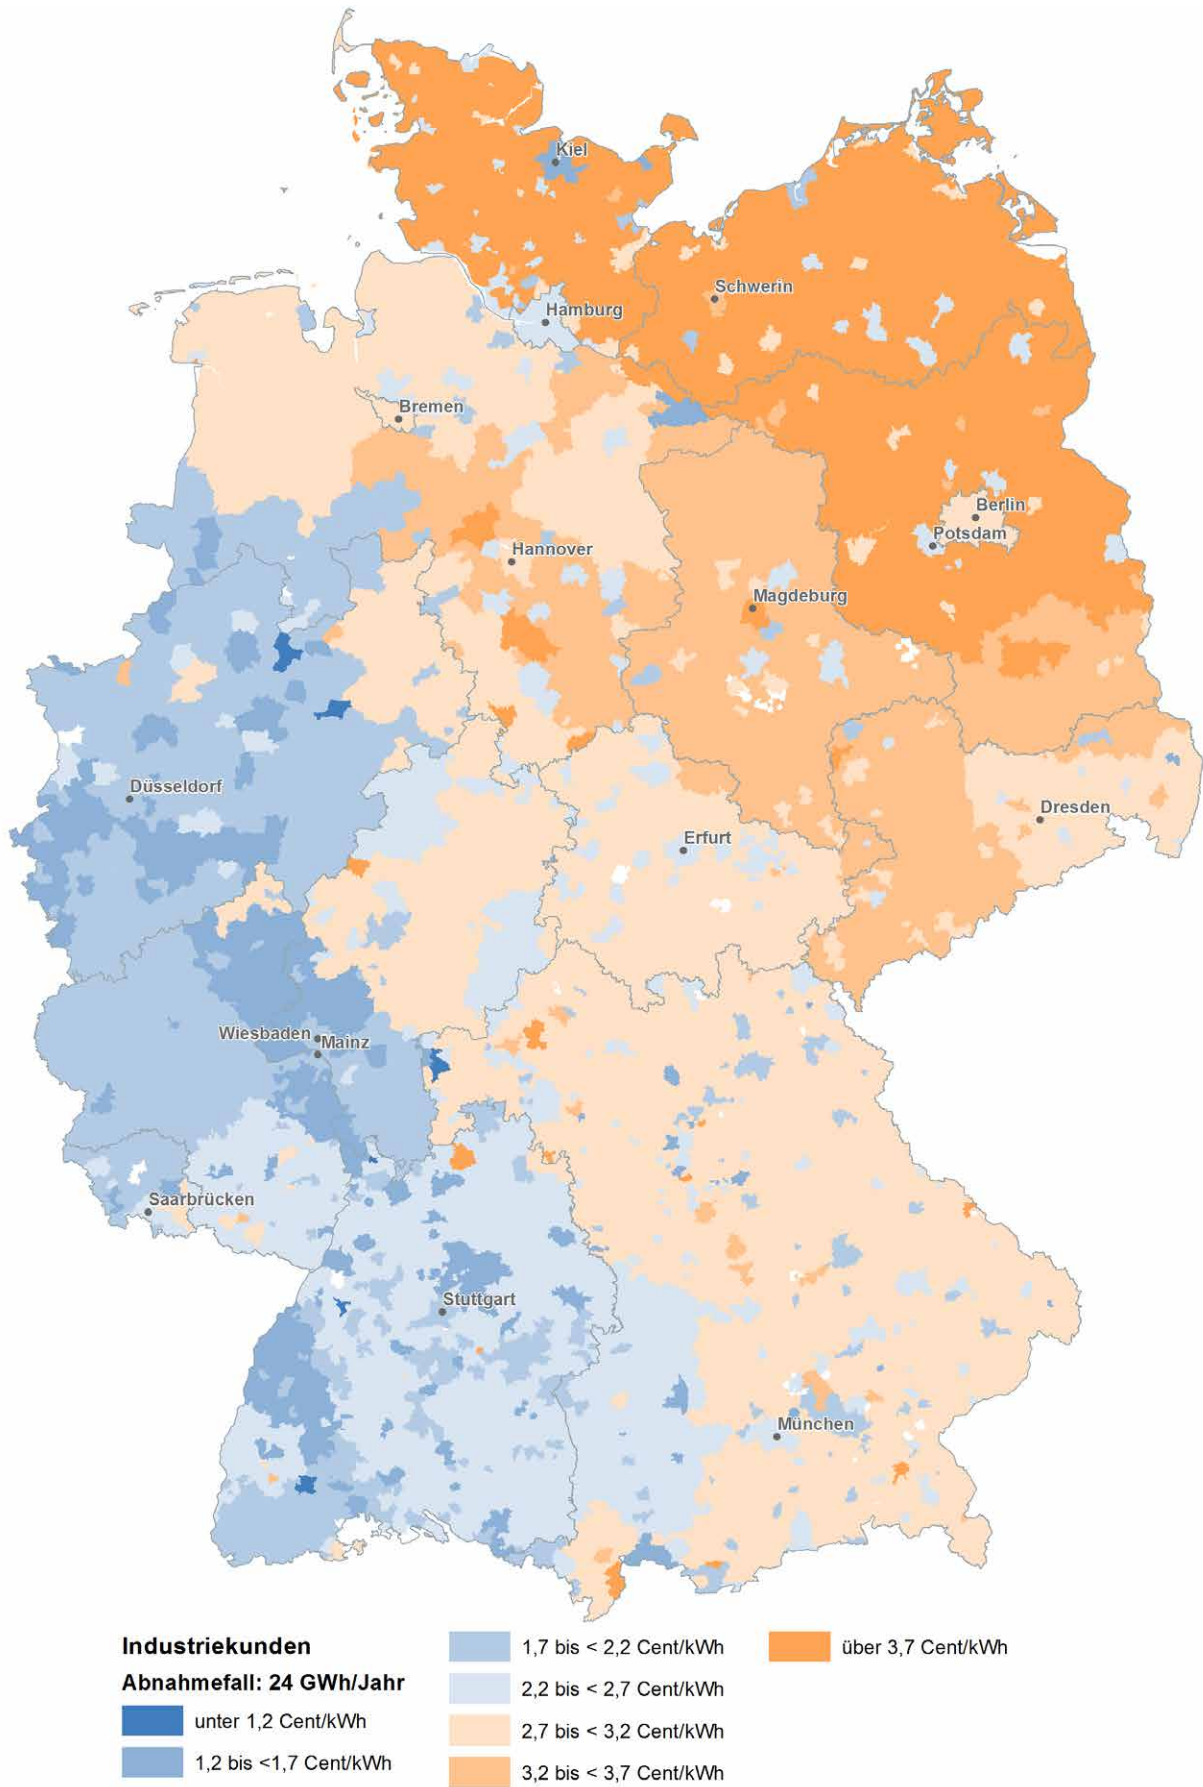 Kiel
Schwerin
Hamburg
Bremen
Berlin
Potsdam
Hannover
Magdeburg
Düsseldorf
Dresden
Erfurt
Wiesbaden
Mainz
Saarbrücken
Stuttgart
München
Industriekunden
Abnahmefall: 24 GWh/Jahr
unter 1,2 Cent/kWh
1,2 bis <1,7 Cent/kWh
1,7 bis < 2,2 Cent/kWh
2,2 bis < 2,7 Cent/kWh
2,7 bis < 3,2 Cent/kWh
3,2 bis < 3,7 Cent/kWh
über 3,7 Cent/kWh